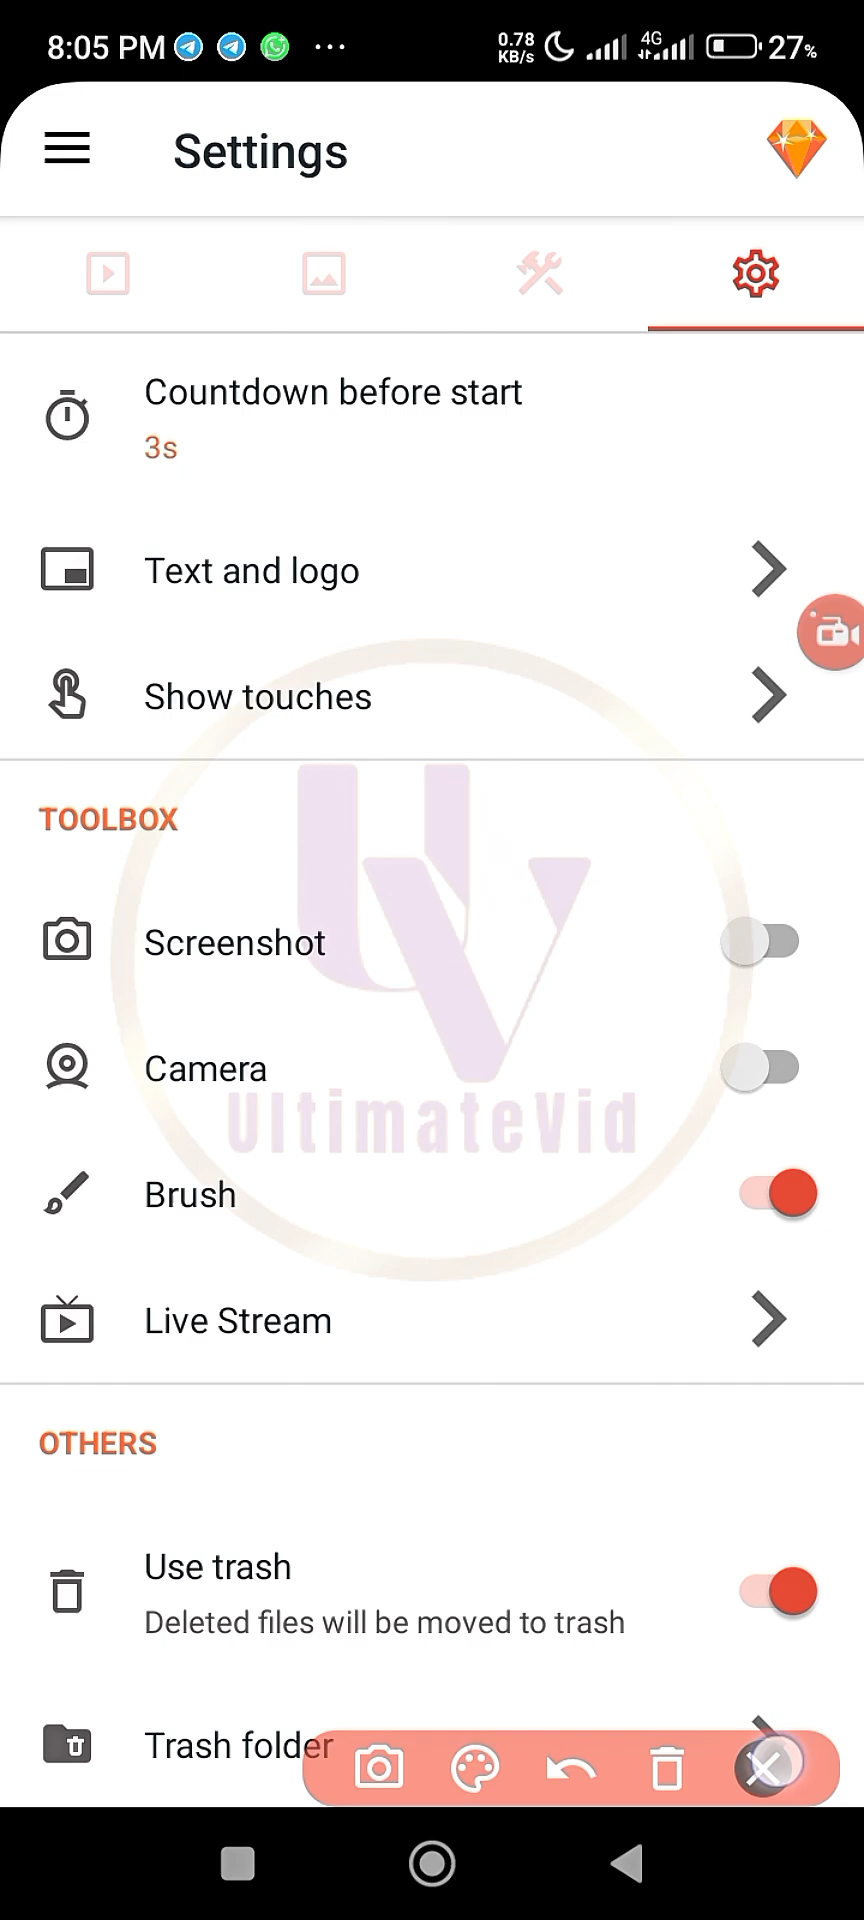 8:05 PM ... 0.78 KB/s 4G 27%
Settings
Countdown before start
3s
Text and logo
Show touches
TOOLBOX
Screenshot
Camera
UltimateVid
Brush
Live Stream
OTHERS
Use trash
Deleted files will be moved to trash
Trash folder